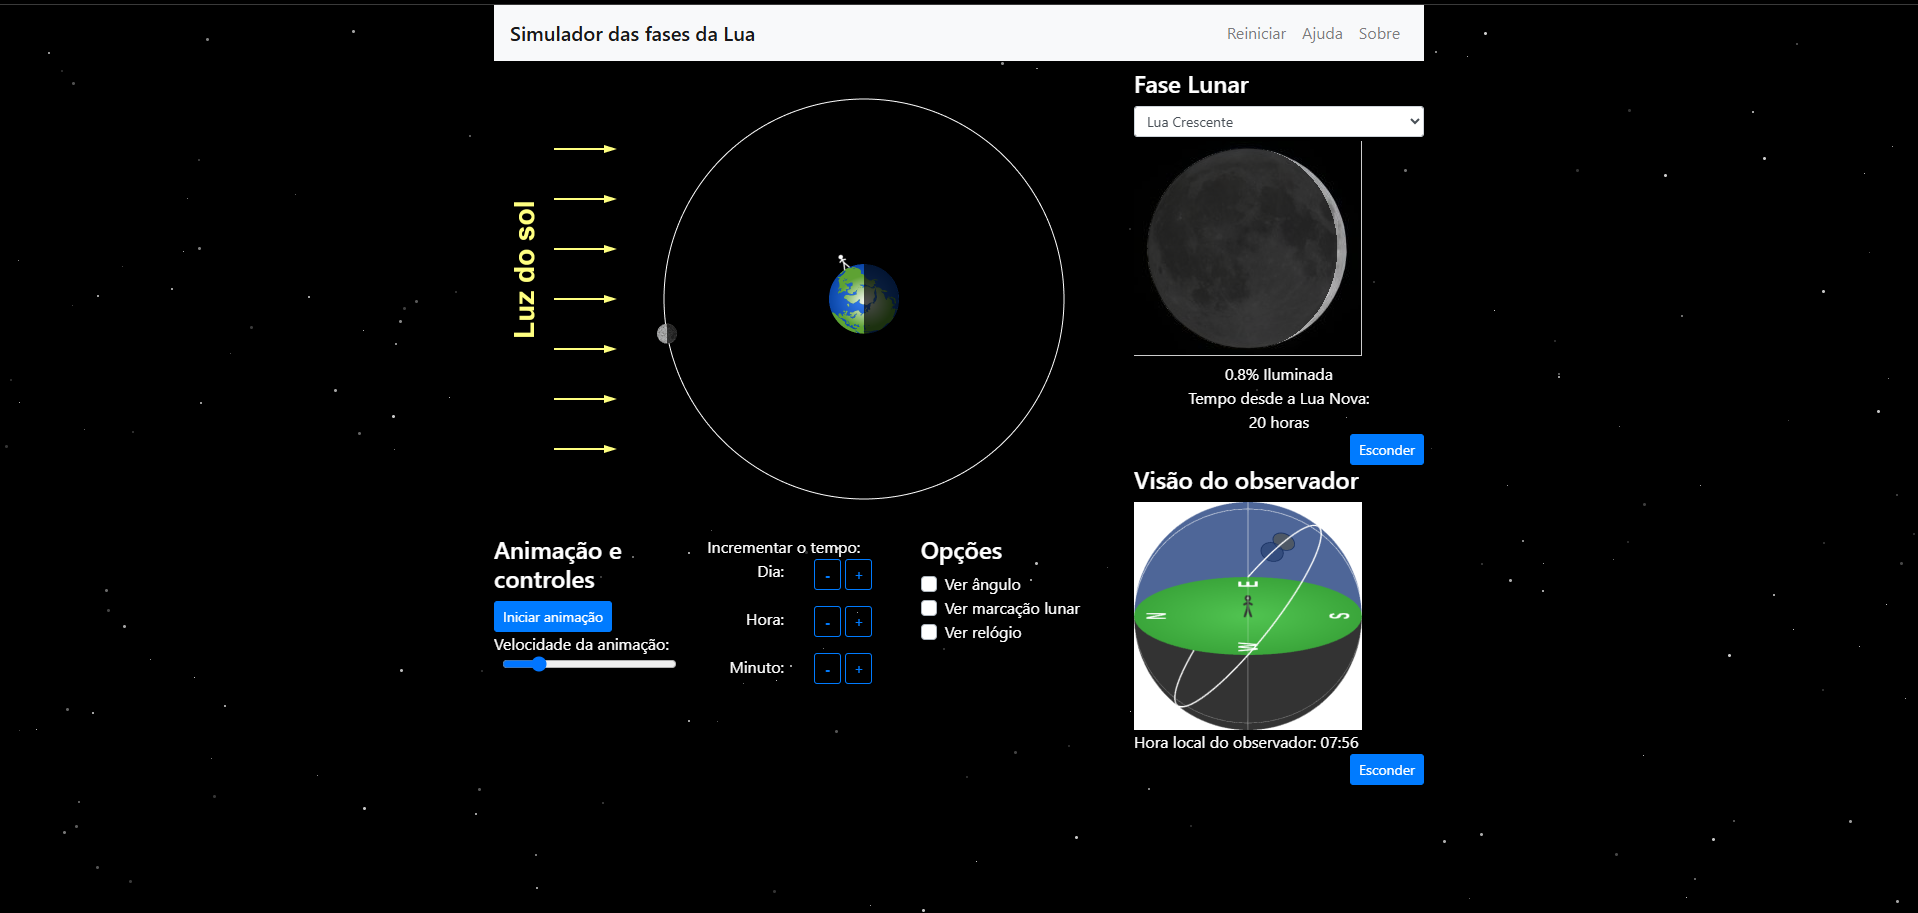 Simulador das fases da Lua
Reiniciar Ajuda Sobre
Luz do sol
Fase Lunar
Lua Crescente
0.8% Iluminada
Tempo desde a Lua Nova:
20 horas
Esconder
Visão do observador
E
N
S
W
Hora local do observador: 07:56
Esconder
Animação e
controles
Iniciar animação
Velocidade da animação:
Incrementar o tempo:
Dia: - +
Hora: - +
Minuto: - +
Opções
Ver ângulo
Ver marcação lunar
Ver relógio